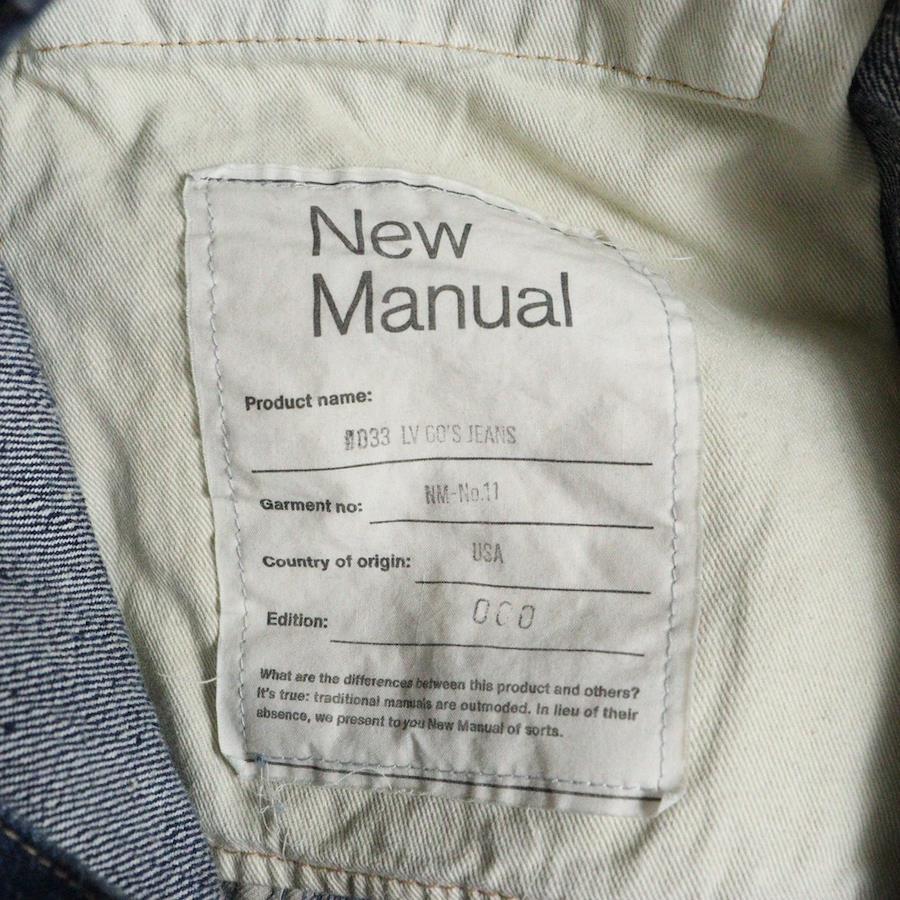 New
Manual
Product name:
#033 LV 60'S JEANS
Garment no: NM-No.11
Country of origin: USA
Edition:
What are the differences between this product and others?
It's true: traditional manuals are outmoded. In lieu of their
absence, we present to you New Manual of sorts.